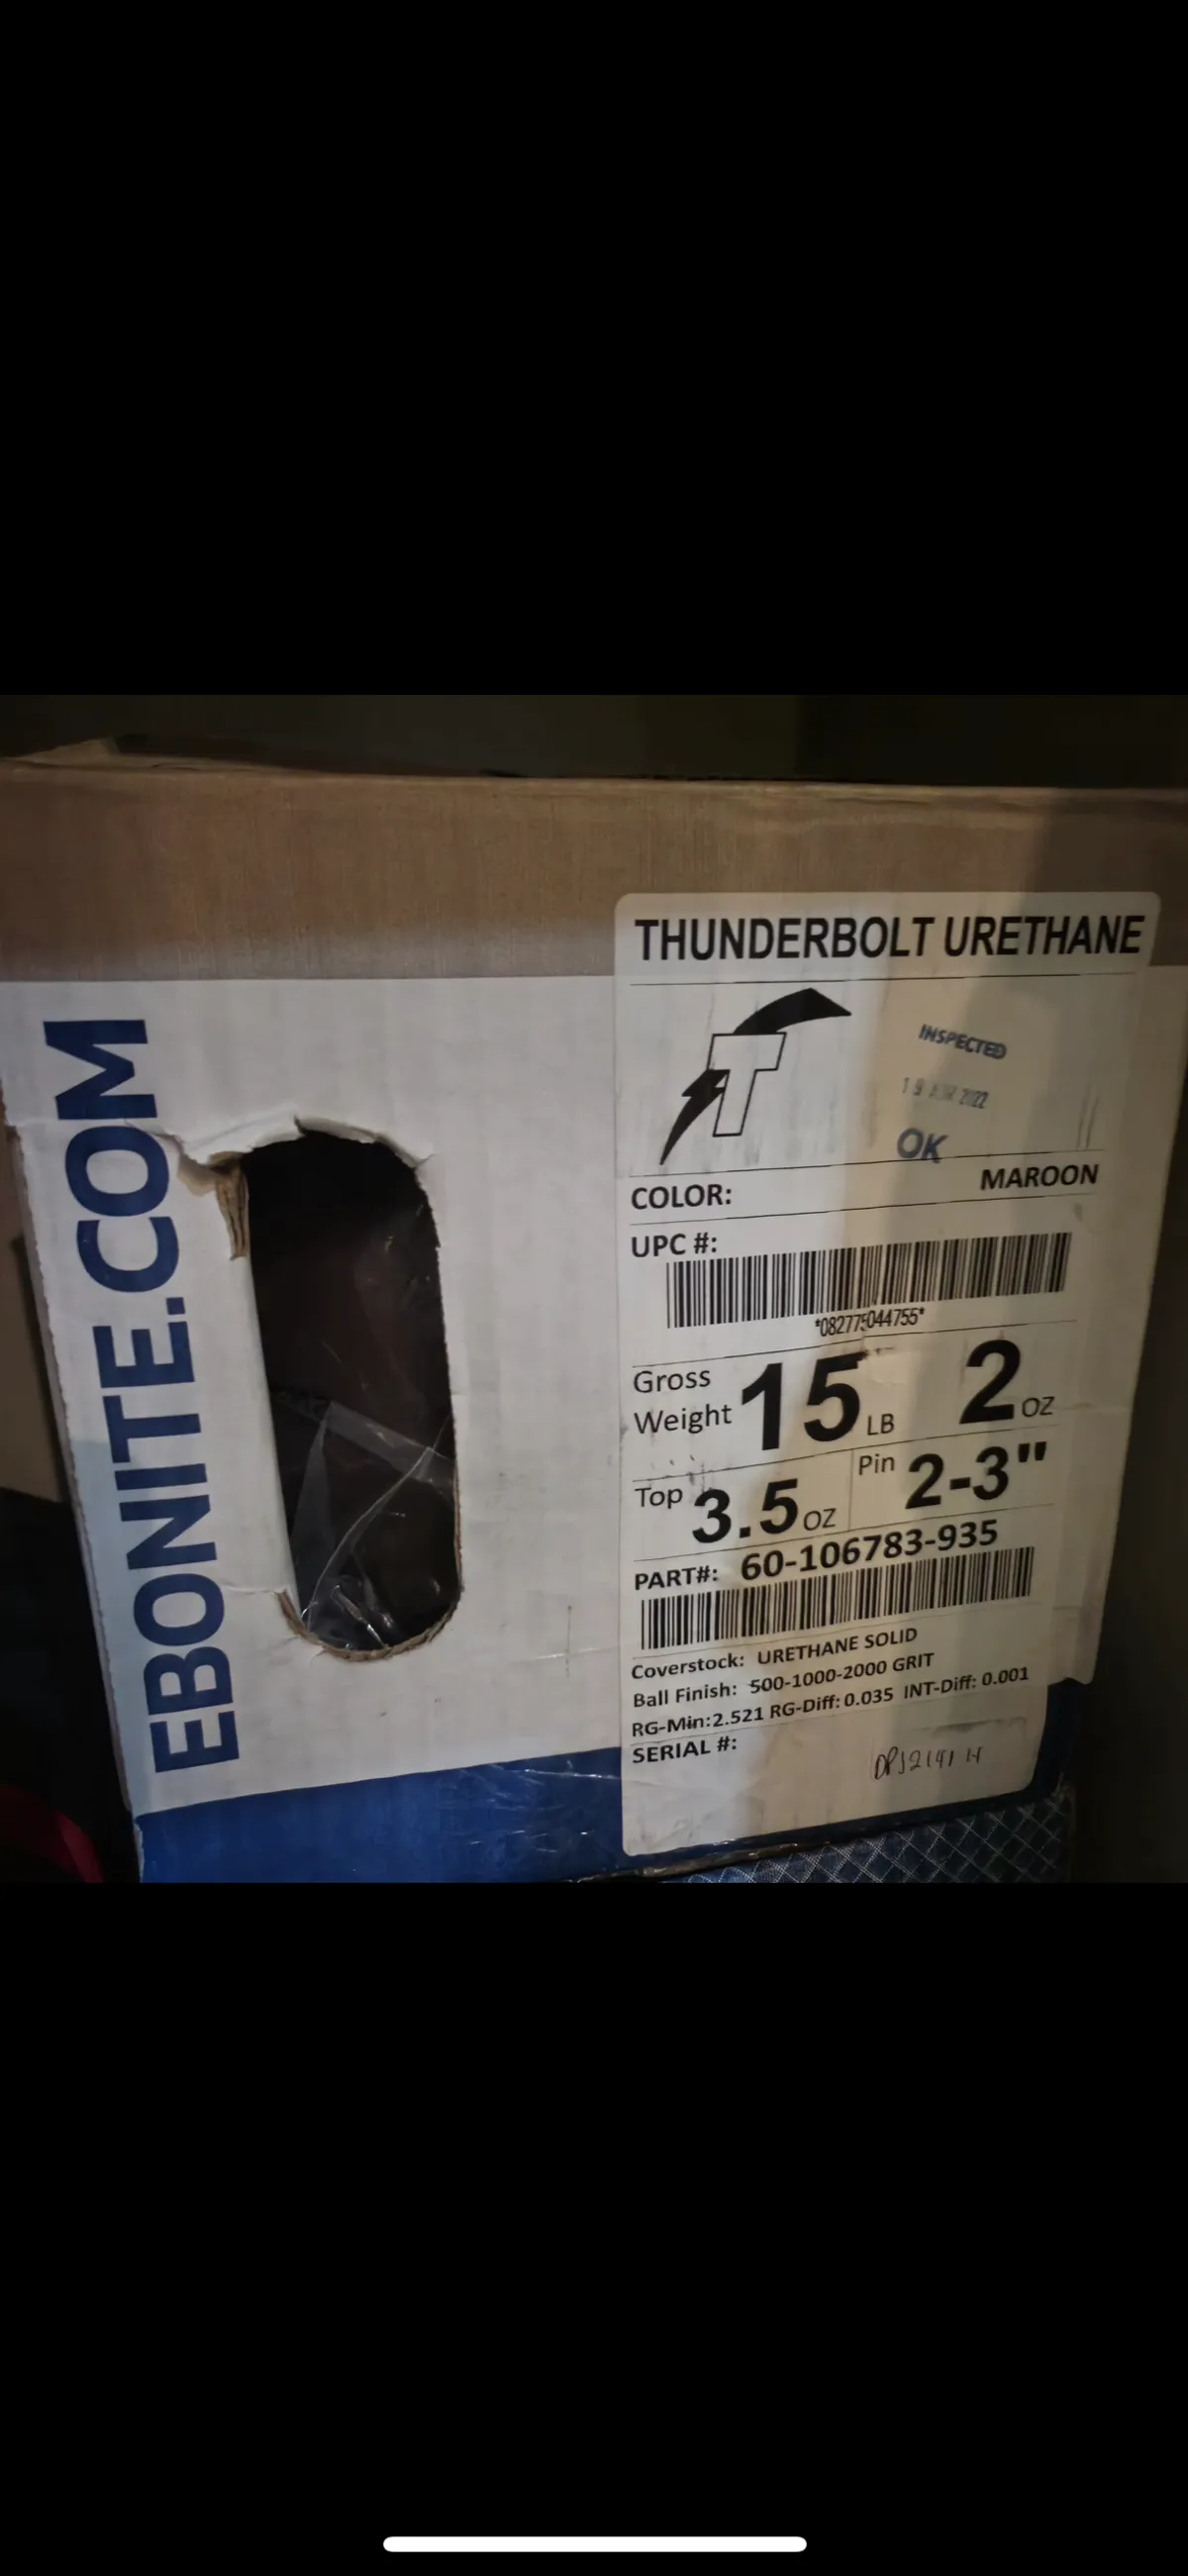 EBONITE.COM
THUNDERBOLT URETHANE
T
INSPECTED
19 2022
OK
COLOR: MAROON
UPC #:
*082775044755*
Gross Weight 15 LB 2 OZ
Top 3.5 OZ Pin 2-3"
PART#: 60-106783-935
Coverstock: URETHANE SOLID
Ball Finish: 500-1000-2000 GRIT
RG-Min:2.521 RG-Diff:0.035 INT-Diff: 0.001
SERIAL #: